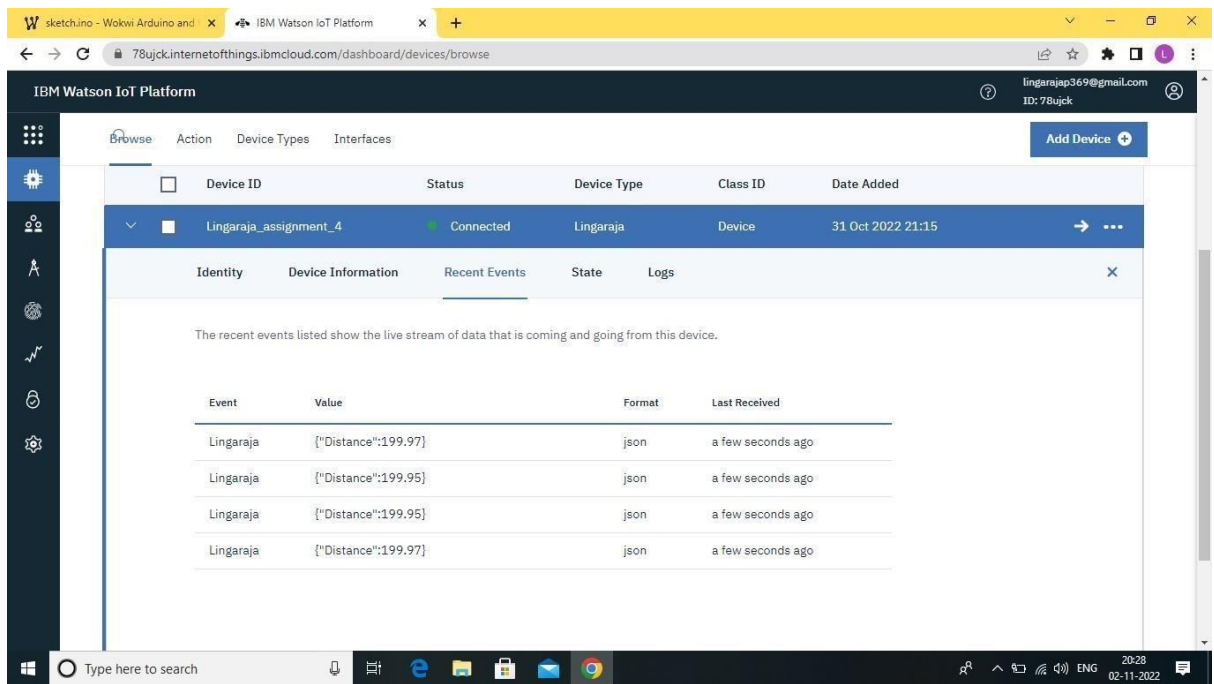 sketch.ino - Wokwi Arduino and
IBM Watson IoT Platform
78ujck.internetofthings.ibmcloud.com/dashboard/devices/browse
L
IBM Watson IoT Platform
lingarajap369@gmail.com
ID: 78ujck
Browse Action Device Types Interfaces
Add Device
Device ID Status Device Type Class ID Date Added
Lingaraja_assignment_4 Connected Lingaraja Device 31 Oct 2022 21:15
Identity Device Information Recent Events State Logs
The recent events listed show the live stream of data that is coming and going from this device.
Event Value Format Last Received
Lingaraja {"Distance":199.97} json a few seconds ago
Lingaraja {"Distance":199.95} json a few seconds ago
Lingaraja {"Distance":199.95} json a few seconds ago
Lingaraja {"Distance":199.97} json a few seconds ago
Type here to search
ENG
20:28
02-11-2022